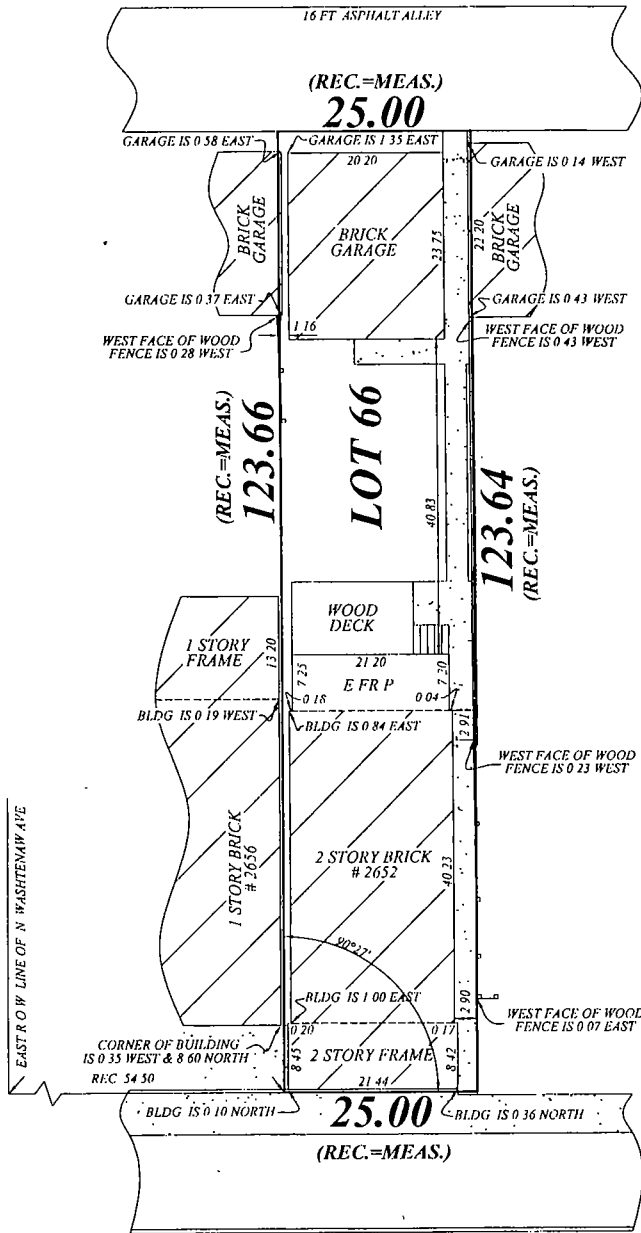 16 FT ASPHALT ALLEY
(REC.=MEAS.)
25.00
GARAGE IS 0 58 EAST
GARAGE IS 1 35 EAST
GARAGE IS 0 14 WEST
20 20
BRICK
GARAGE
BRICK
GARAGE
23 75
22 20
BRICK
GARAGE
GARAGE IS 0 37 EAST
GARAGE IS 0 43 WEST
WEST FACE OF WOOD
FENCE IS 0 28 WEST
1 16
WEST FACE OF WOOD
FENCE IS 0 43 WEST
(REC.=MEAS.)
123.66
LOT 66
40 83
123.64
(REC.=MEAS.)
WOOD
DECK
1 STORY
FRAME
13 20
21 20
7 25
E FR P
7 30
0 18
0 04
BLDG IS 0 19 WEST
BLDG IS 0 84 EAST
2 91
WEST FACE OF WOOD
FENCE IS 0 23 WEST
EAST R O W LINE OF N WASHTENAW AVE
1 STORY BRICK
# 2656
2 STORY BRICK
# 2652
40 23
90°27'
BLDG IS 1 00 EAST
2 90
WEST FACE OF WOOD
FENCE IS 0 07 EAST
CORNER OF BUILDING
IS 0 35 WEST & 8 60 NORTH
0 20
0 17
8 45
2 STORY FRAME
8 42
REC 54 50
21 44
BLDG IS 0 10 NORTH
25.00
BLDG IS 0 36 NORTH
(REC.=MEAS.)